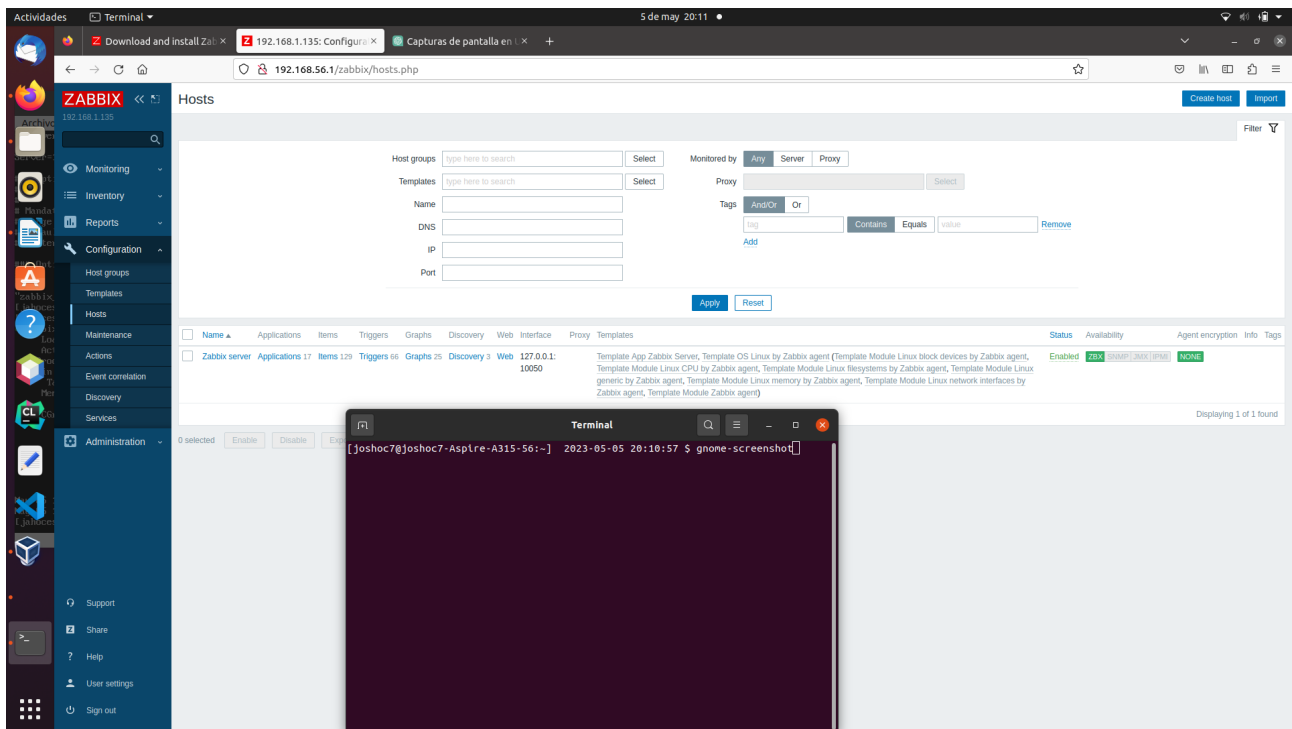 Actividades Terminal 5 de may 20:11
Download and install Zab 192.168.1.135: Configura Capturas de pantalla en
192.168.56.1/zabbix/hosts.php
ZABBIX
192.168.1.135
Monitoring
Inventory
Reports
Configuration
Host groups
Templates
Hosts
Maintenance
Actions
Event correlation
Discovery
Services
Administration
Support
Share
Help
User settings
Sign out
Hosts Create host Import
Filter
Host groups type here to search Select Monitored by Any Server Proxy
Templates type here to search Select Proxy Select
Name Tags And/Or Or
DNS tag Contains Equals value Remove
IP Add
Port
Apply Reset
Name Applications Items Triggers Graphs Discovery Web Interface Proxy Templates Status Availability Agent encryption Info Tags
Zabbix server Applications 17 Items 129 Triggers 66 Graphs 25 Discovery 3 Web 127.0.0.1: Template App Zabbix Server, Template OS Linux by Zabbix agent (Template Module Linux block devices by Zabbix agent, Enabled ZBX SNMP JMX IPMI NONE
10050 Template Module Linux CPU by Zabbix agent, Template Module Linux filesystems by Zabbix agent, Template Module Linux
generic by Zabbix agent, Template Module Linux memory by Zabbix agent, Template Module Linux network interfaces by
Zabbix agent, Template Module Zabbix agent)
Displaying 1 of 1 found
0 selected Enable Disable
Terminal
[joshoc7@joshoc7-Aspire-A315-56:~] 2023-05-05 20:10:57 $ gnome-screenshot